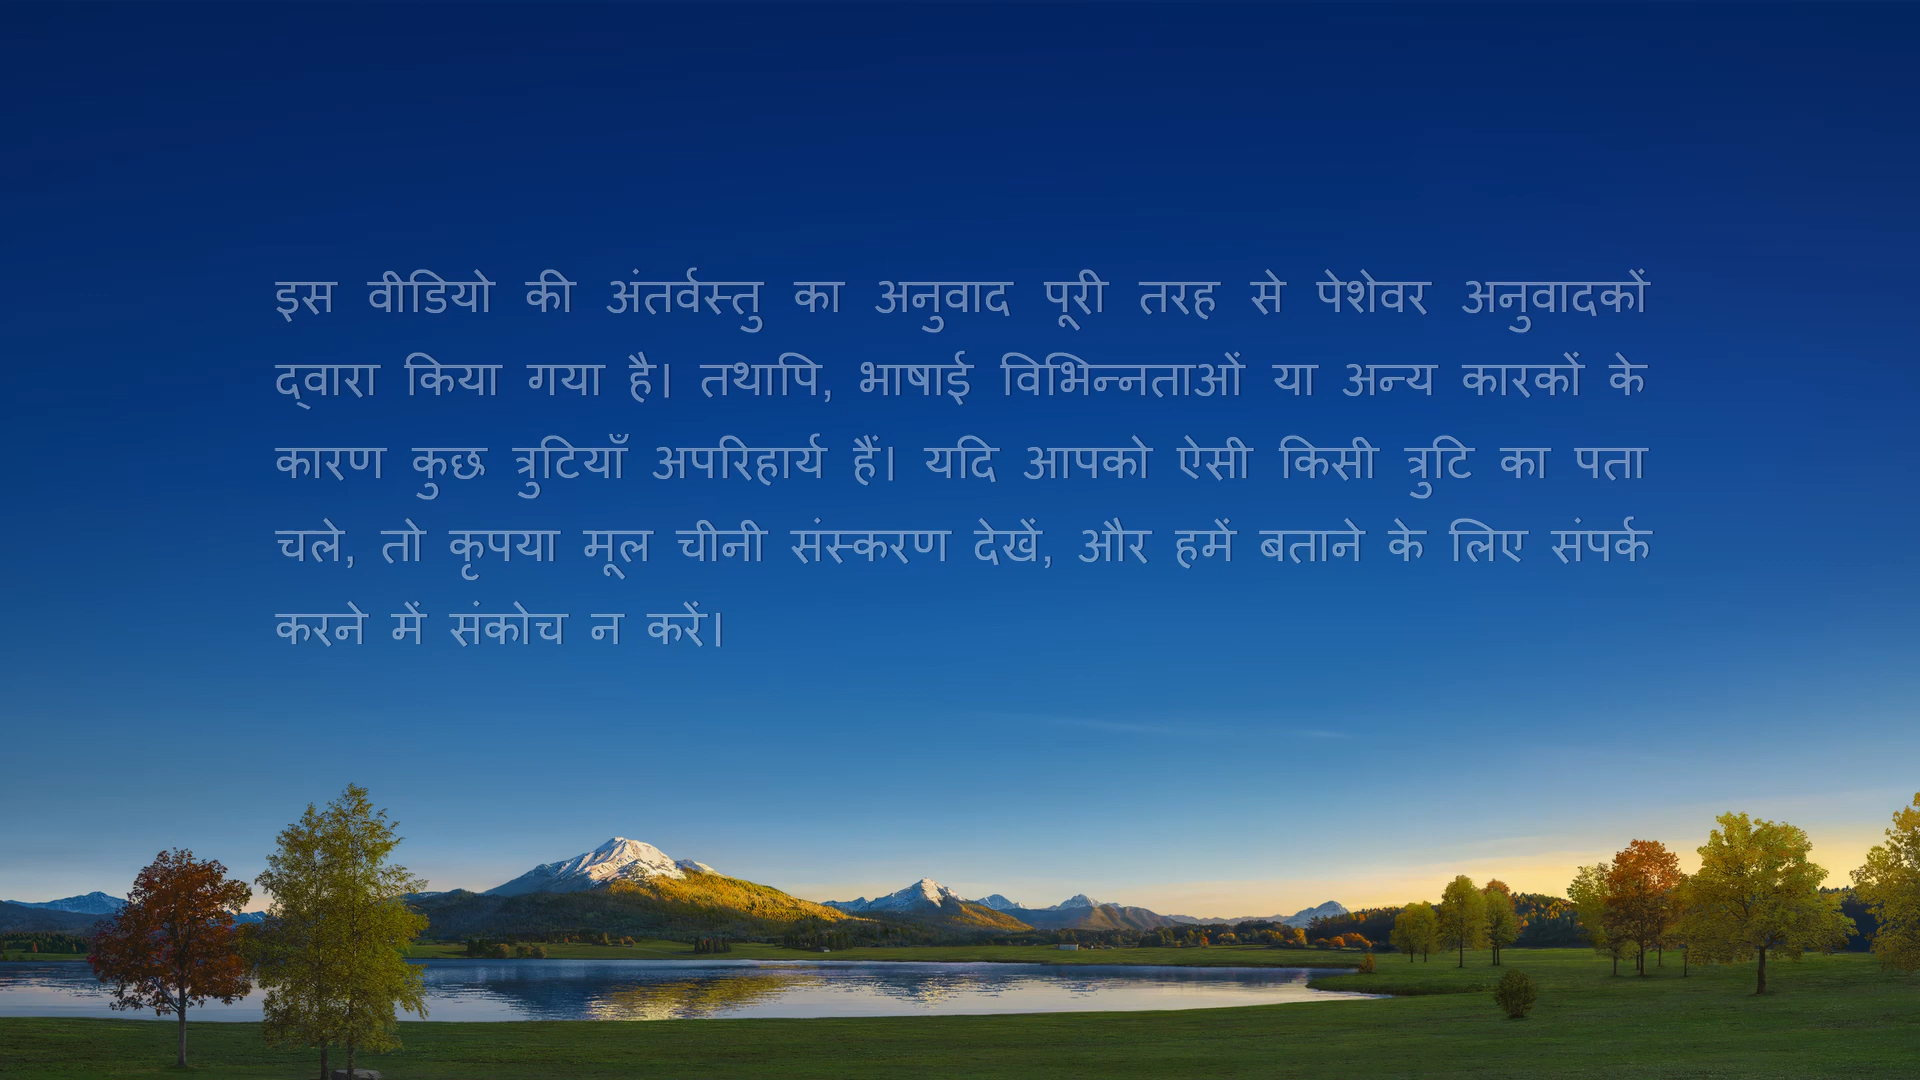 इस वीडियो की अंतर्वस्तु का अनुवाद पूरी तरह से पेशेवर अनुवादकों
द्वारा किया गया है। तथापि, भाषाई विभिन्नताओं या अन्य कारकों के
कारण कुछ त्रुटियाँ अपरिहार्य हैं। यदि आपको ऐसी किसी त्रुटि का पता
चले, तो कृपया मूल चीनी संस्करण देखें, और हमें बताने के लिए संपर्क
करने में संकोच न करें।